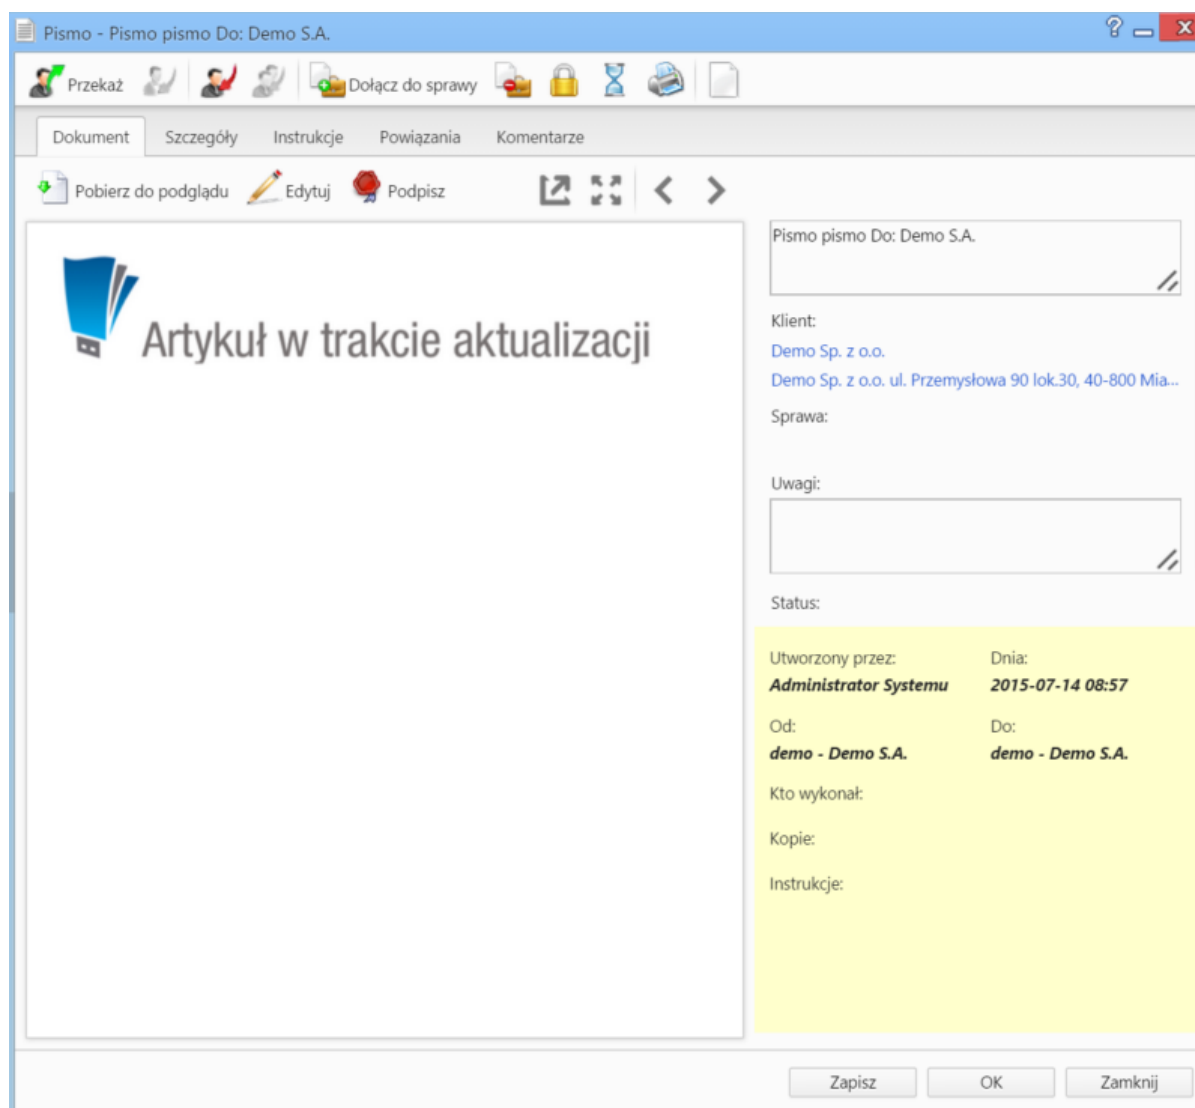 Pismo - Pismo pismo Do: Demo S.A.
Przekaż
Dołącz do sprawy
Dokument Szczegóły Instrukcje Powiązania Komentarze
Pobierz do podglądu Edytuj Podpisz
Artykuł w trakcie aktualizacji
Pismo pismo Do: Demo S.A.
Klient:
Demo Sp. z o.o.
Demo Sp. z o.o. ul. Przemysłowa 90 lok.30, 40-800 Mia...
Sprawa:
Uwagi:
Status:
Utworzony przez: Dnia:
Administrator Systemu 2015-07-14 08:57
Od: Do:
demo - Demo S.A. demo - Demo S.A.
Kto wykonał:
Kopie:
Instrukcje:
Zapisz OK Zamknij